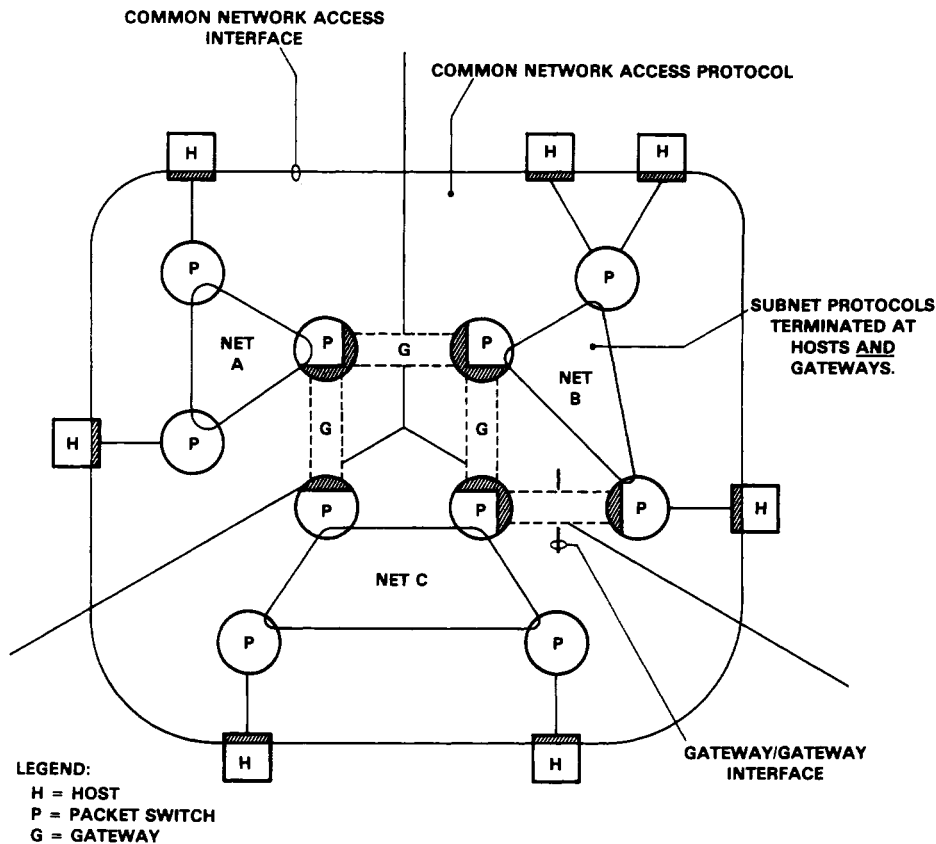 COMMON NETWORK ACCESS
INTERFACE
COMMON NETWORK ACCESS PROTOCOL
H
H
H
P
P
SUBNET PROTOCOLS
TERMINATED AT
HOSTS AND
GATEWAYS.
NET
A
P
G
P
NET
B
H
P
G
G
P
P
P
H
NET C
P
P
GATEWAY/GATEWAY
INTERFACE
H
H
LEGEND:
H = HOST
P = PACKET SWITCH
G = GATEWAY